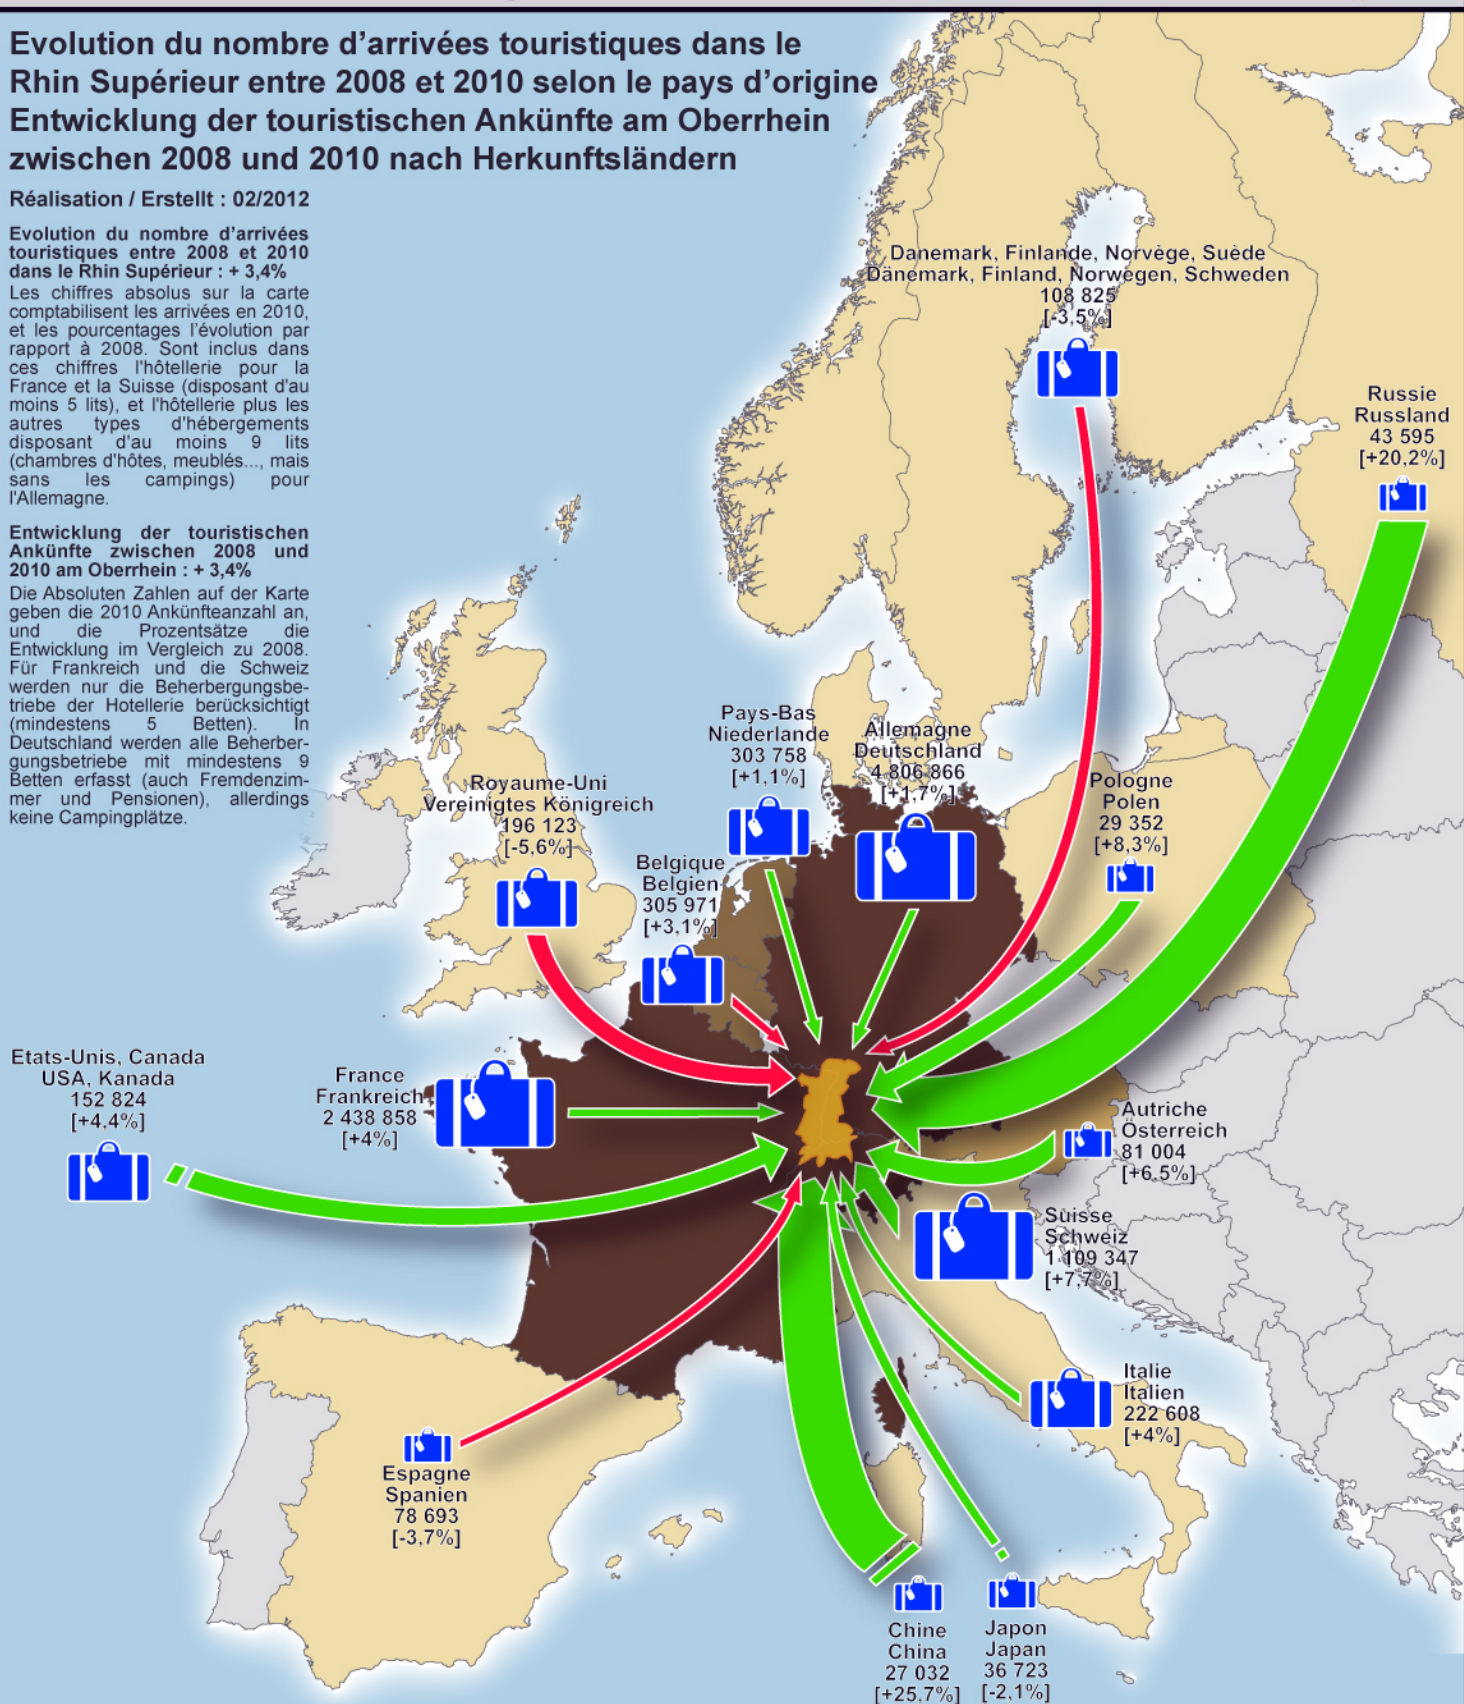 Evolution du nombre d'arrivées touristiques dans le
Rhin Supérieur entre 2008 et 2010 selon le pays d'origine
Entwicklung der touristischen Ankünfte am Oberrhein
zwischen 2008 und 2010 nach Herkunftsländern
Réalisation / Erstellt : 02/2012
Evolution du nombre d'arrivées
touristiques entre 2008 et 2010
dans le Rhin Supérieur : + 3,4%
Les chiffres absolus sur la carte
comptabilisent les arrivées en 2010,
et les pourcentages l'évolution par
rapport à 2008. Sont inclus dans
ces chiffres l'hôtellerie pour la
France et la Suisse (disposant d'au
moins 5 lits), et l'hôtellerie plus les
autres types d'hébergements
disposant d'au moins 9 lits
(chambres d'hôtes, meublés..., mais
sans les campings) pour
l'Allemagne.
Entwicklung der touristischen
Ankünfte zwischen 2008 und
2010 am Oberrhein : + 3,4%
Die Absoluten Zahlen auf der Karte
geben die 2010 Ankünfteanzahl an,
und die Prozentsätze die
Entwicklung im Vergleich zu 2008.
Für Frankreich und die Schweiz
werden nur die Beherbergungsbe-
triebe der Hotellerie berücksichtigt
(mindestens 5 Betten). In
Deutschland werden alle Beherber-
gungsbetriebe mit mindestens 9
Betten erfasst (auch Fremdenzim-
mer und Pensionen), allerdings
keine Campingplätze.
Danemark, Finlande, Norvège, Suède
Dänemark, Finland, Norwegen, Schweden
108 825
[-3,5%]
Russie
Russland
43 595
[+20,2%]
Pays-Bas
Niederlande
303 758
[+1,1%]
Allemagne
Deutschland
4 806 866
[+1,7%]
Pologne
Polen
29 352
[+8,3%]
Royaume-Uni
Vereinigtes Königreich
196 123
[-5,6%]
Belgique
Belgien
305 971
[+3,1%]
Etats-Unis, Canada
USA, Kanada
152 824
[+4,4%]
France
Frankreich
2 438 858
[+4%]
Autriche
Österreich
81 004
[+6,5%]
Suisse
Schweiz
1 109 347
[+7,7%]
Italie
Italien
222 608
[+4%]
Espagne
Spanien
78 693
[-3,7%]
Chine
China
27 032
[+25,7%]
Japon
Japan
36 723
[-2,1%]